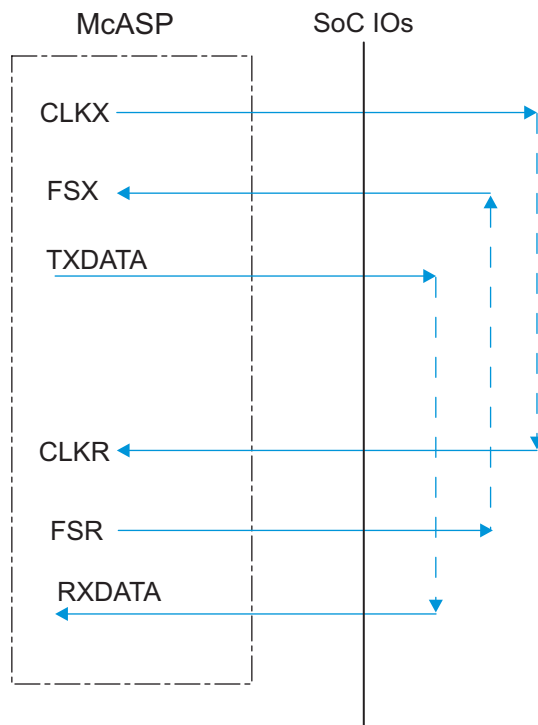 McASP
SoC IOs
CLKX
FSX
TXDATA
CLKR
FSR
RXDATA